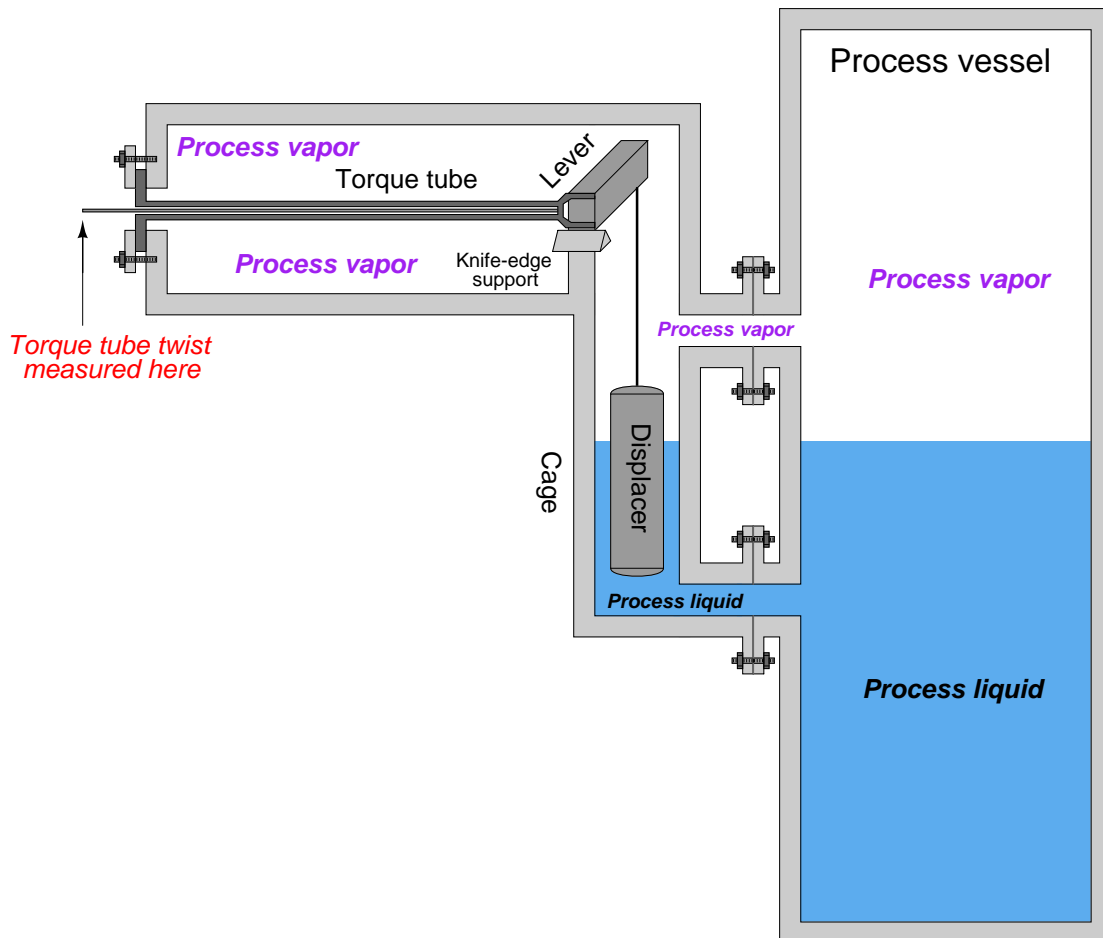 Process vessel
Process vapor
Lever
Torque tube
Process vapor
Knife-edge
support
Process vapor
Process vapor
Torque tube twist
measured here
Displacer
Cage
Process liquid
Process liquid